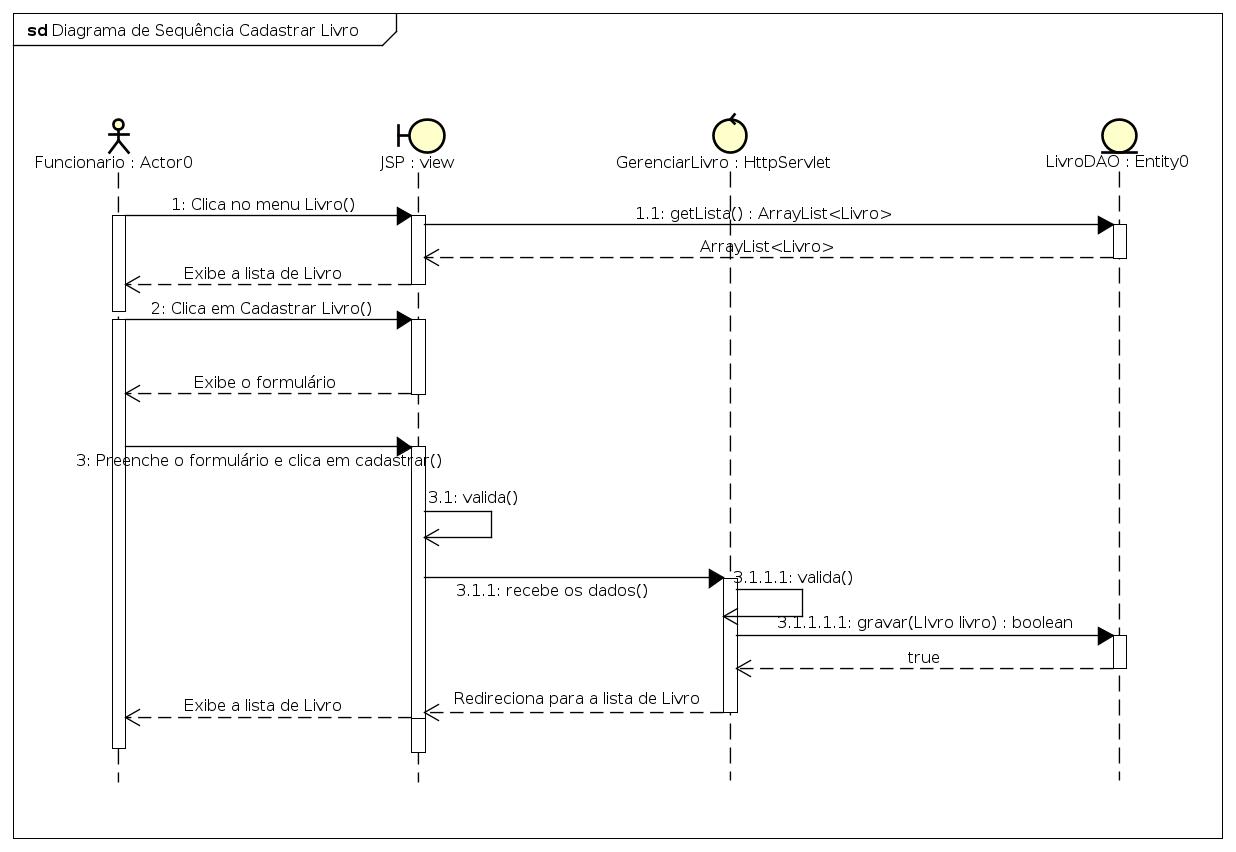 sd Diagrama de Sequência Cadastrar Livro
Funcionario : Actor0
JSP : view
GerenciarLivro : HttpServlet
LivroDAO : Entity0
1: Clica no menu Livro()
1.1: getLista() : ArrayList<Livro>
ArrayList<Livro>
Exibe a lista de Livro
2: Clica em Cadastrar Livro()
Exibe o formulário
3: Preenche o formulário e clica em cadastrar()
3.1: valida()
3.1.1: recebe os dados()
3.1.1.1: valida()
3.1.1.1.1: gravar(LIvro livro) : boolean
true
Redireciona para a lista de Livro
Exibe a lista de Livro